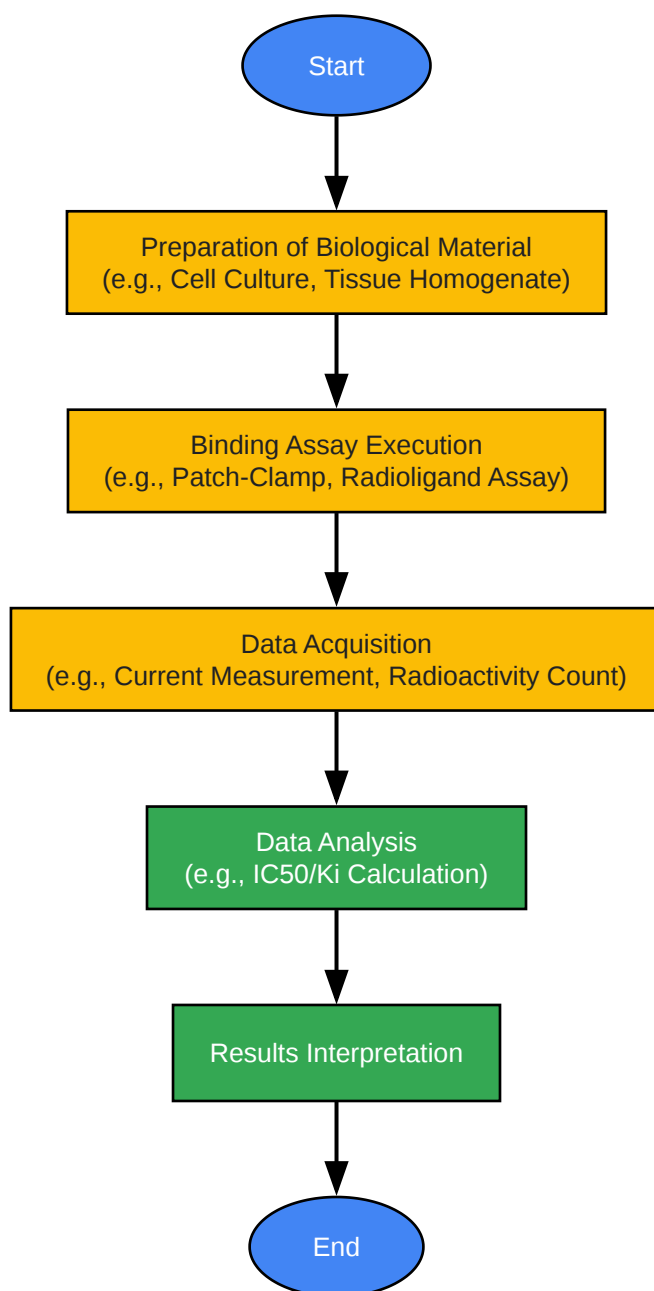 Start
Preparation of Biological Material
(e.g., Cell Culture, Tissue Homogenate)
Binding Assay Execution
(e.g., Patch-Clamp, Radioligand Assay)
Data Acquisition
(e.g., Current Measurement, Radioactivity Count)
Data Analysis
(e.g., IC50/Ki Calculation)
Results Interpretation
End